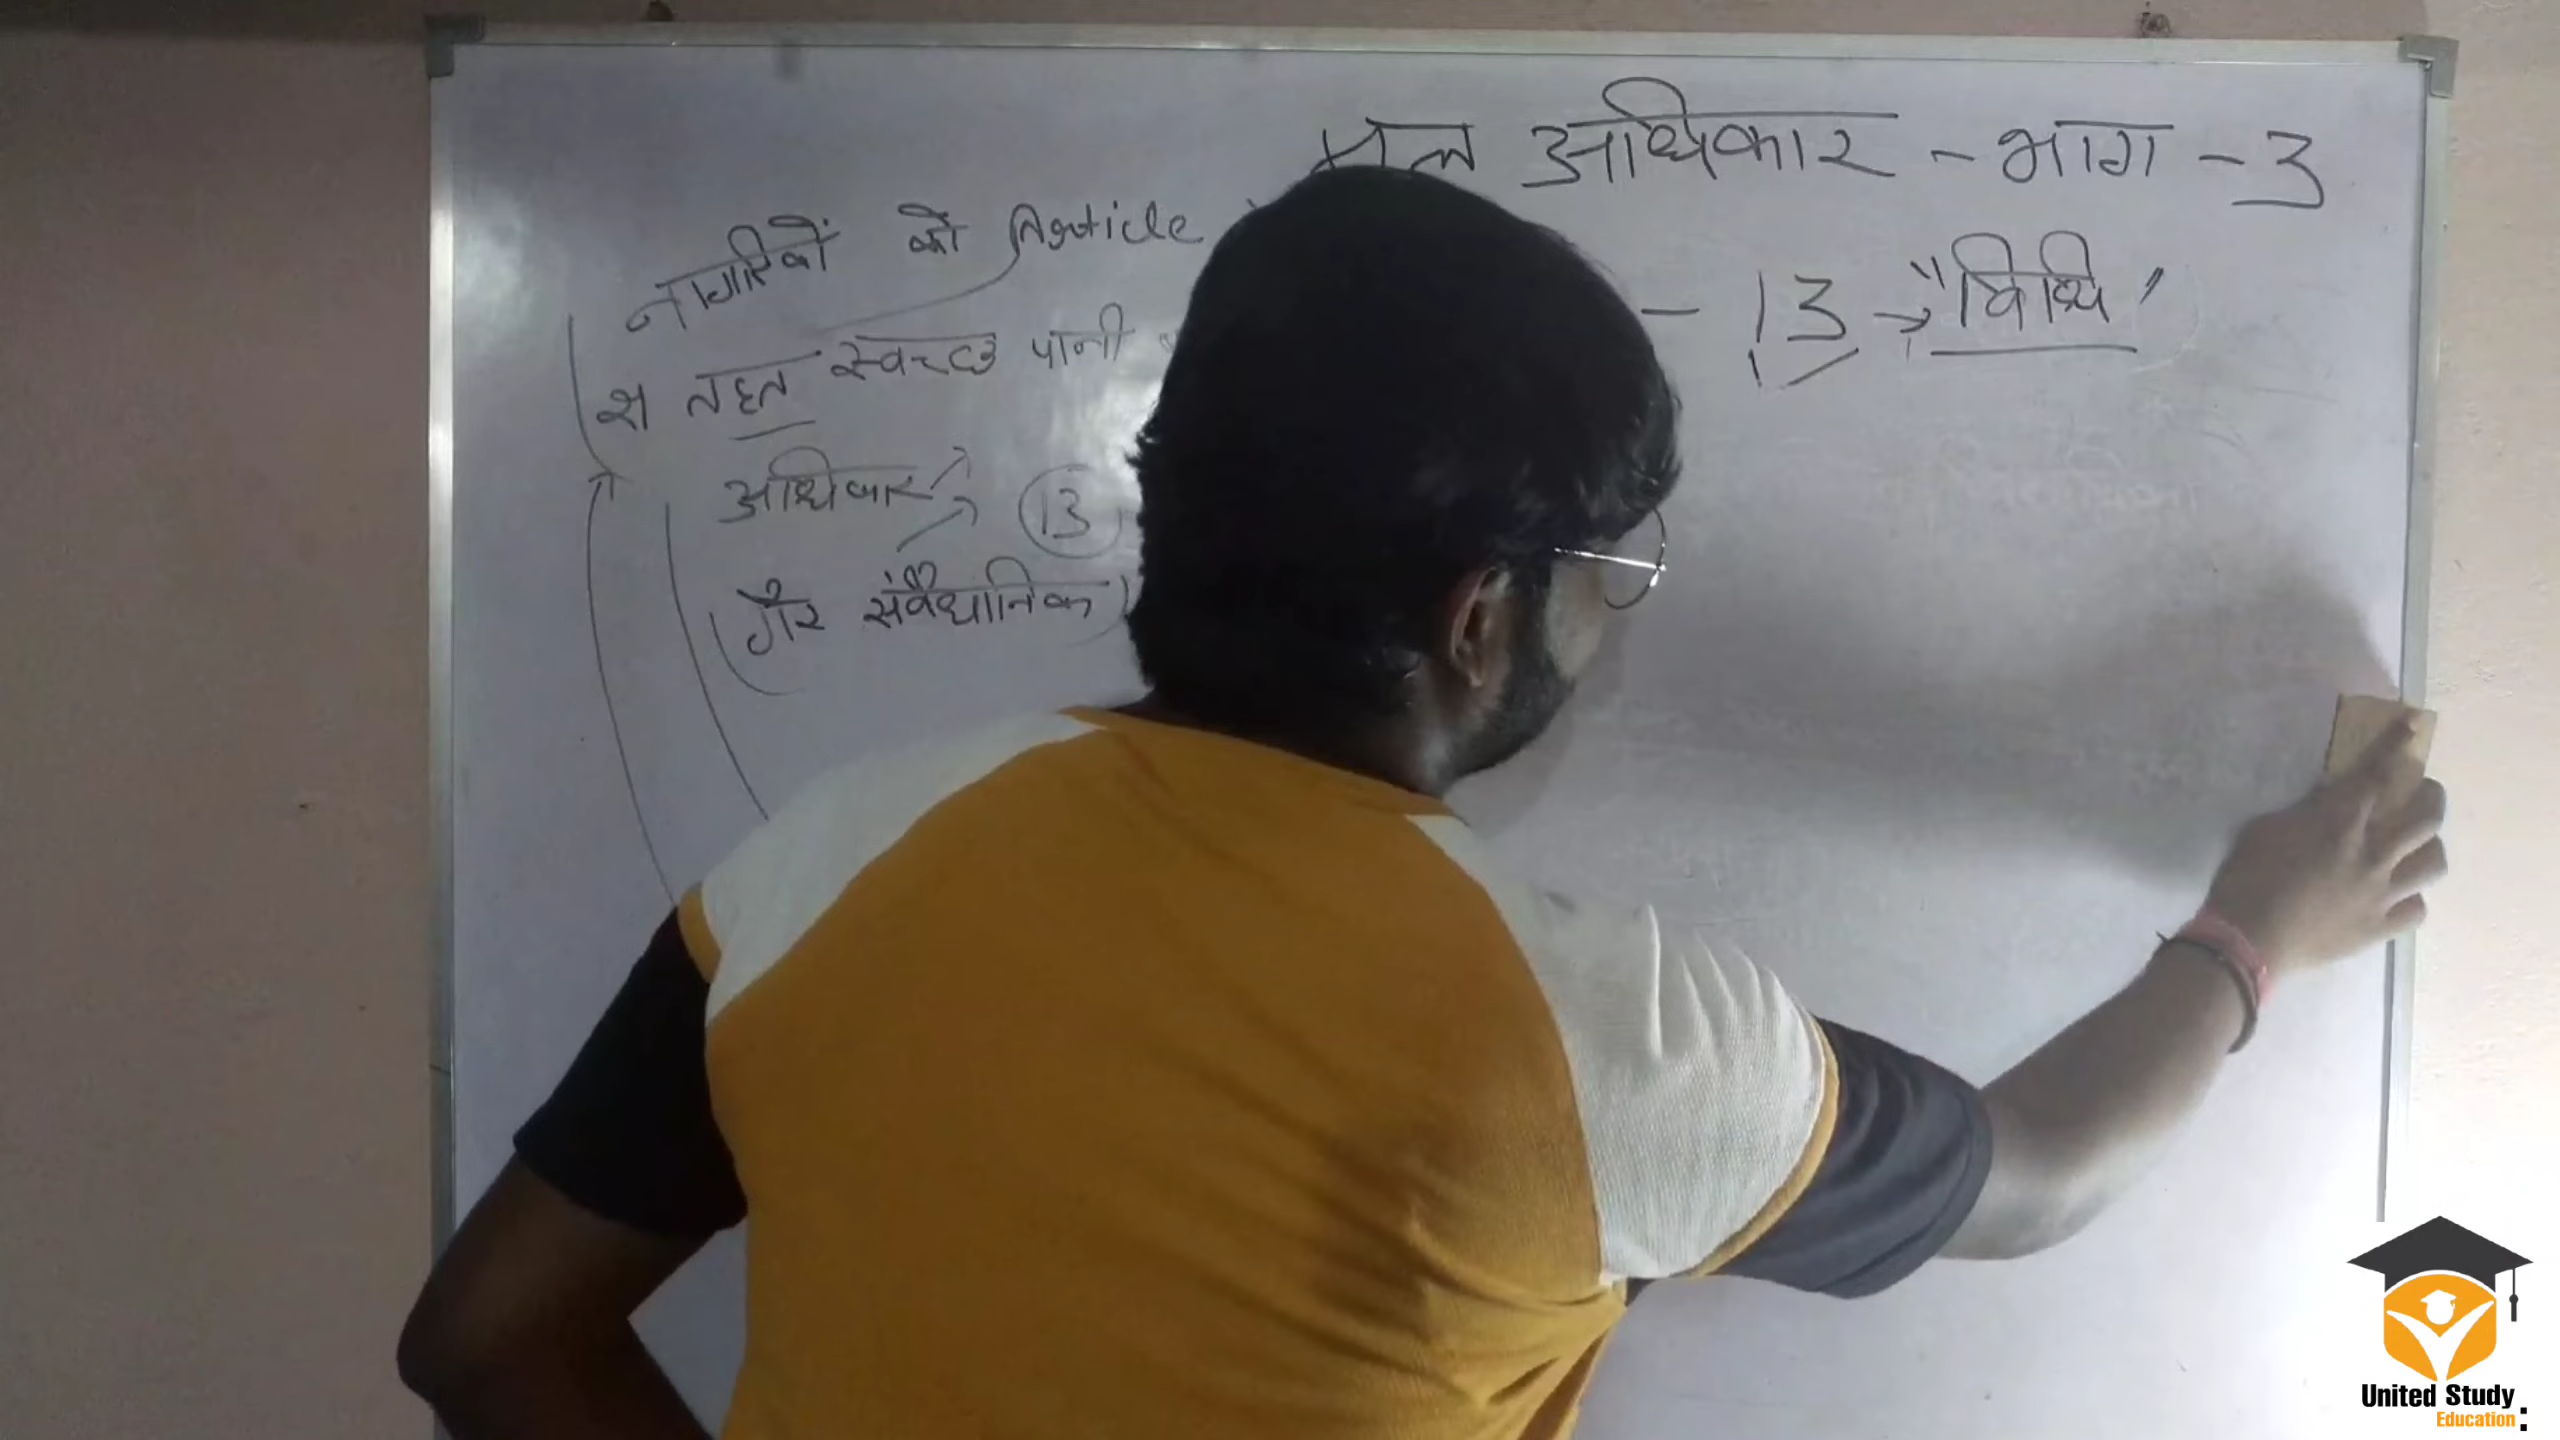 मूल अधिकार - भाग - 3
- 13 → "विधि"
नागरिकों को Article
के तहत स्वच्छ पानी
अधिकार
13
(गैर संवैधानिक)
United Study
Education